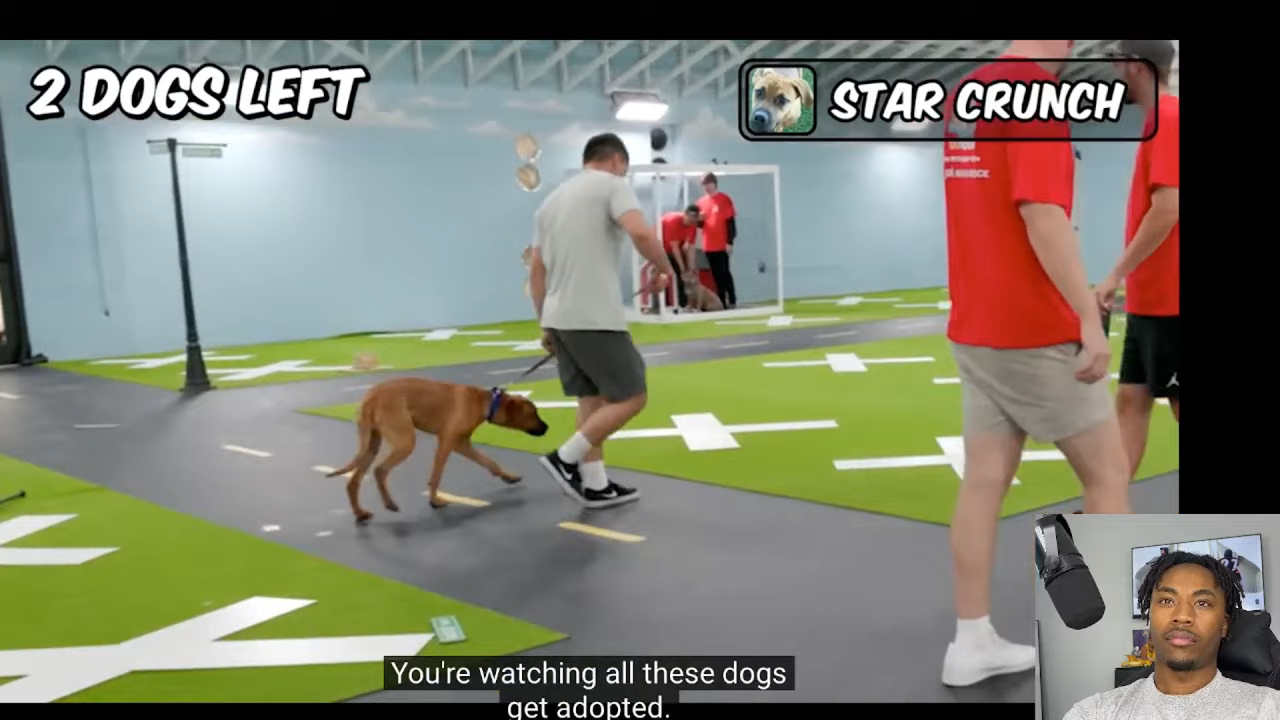 2 DOGS LEFT
STAR CRUNCH
You're watching all these dogs
get adopted.